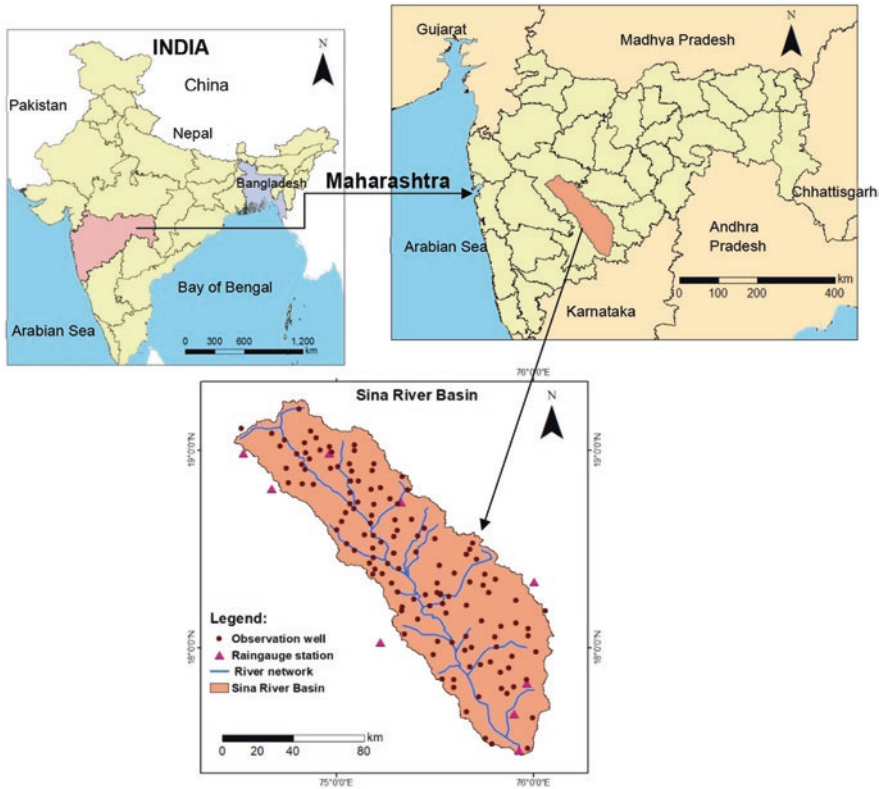 INDIA
N
China
Pakistan
Nepal
Bangladesh
Maharashtra
Bay of Bengal
Arabian Sea
0 300 600 1,200
km
Gujarat
Madhya Pradesh
N
Chhattisgarh
Arabian Sea
Andhra
Pradesh
km
0 100 200 400
Karnataka
76°0'0"E
Sina River Basin
N
19°0'0"N
19°0'0"N
18°0'0"N
18°0'0"N
Legend:
Observation well
Raingauge station
River network
Sina River Basin
km
0 20 40 80
75°0'0"E
76°0'0"E